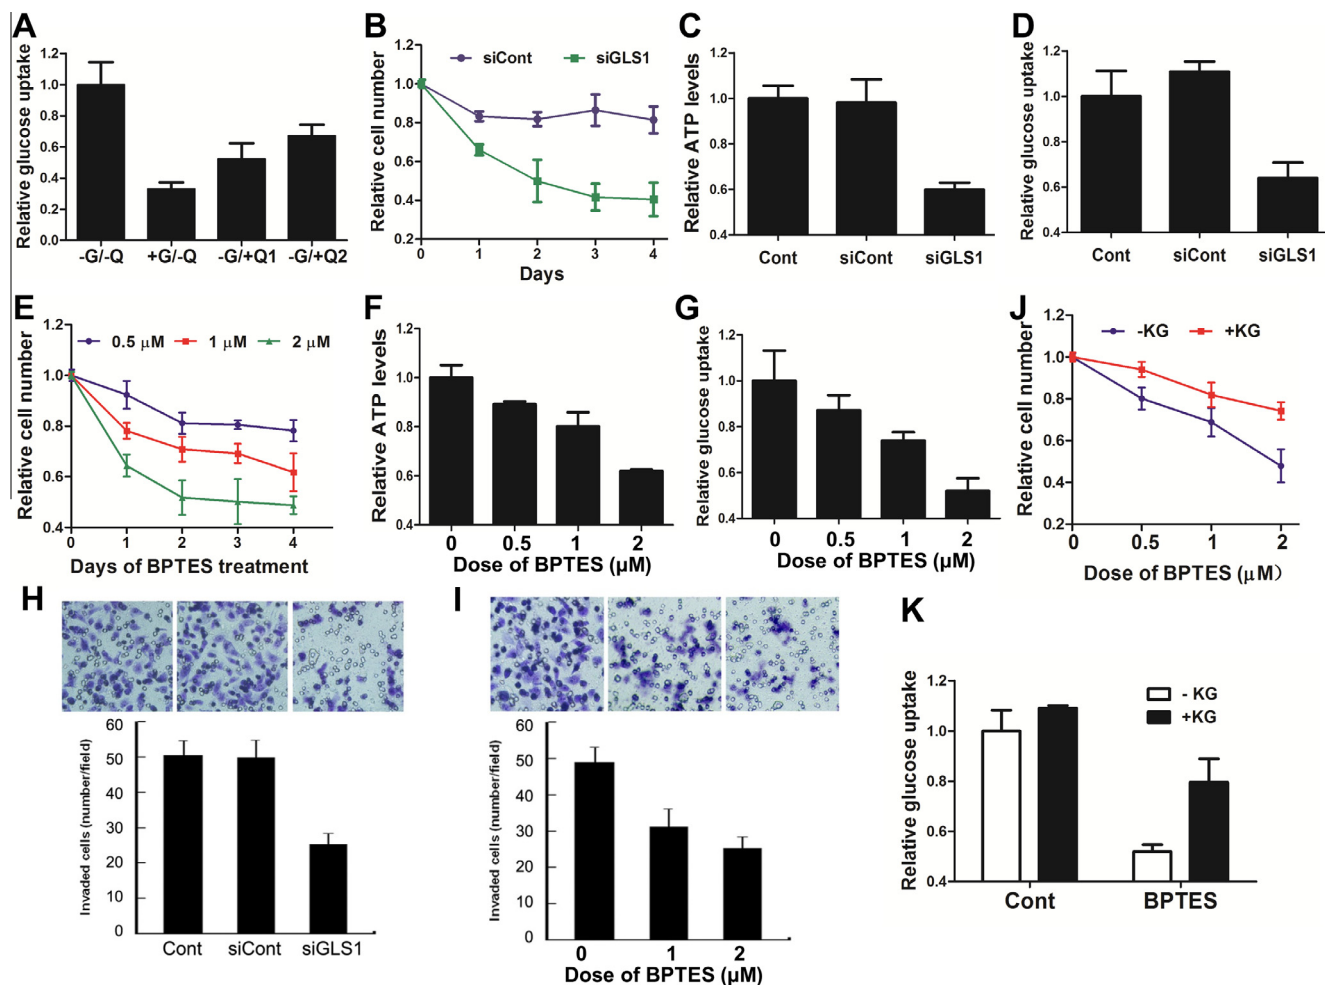 A
Relative glucose uptake
1.2
1.0
0.8
0.6
0.4
0.2
0.0
-G/-Q +G/-Q -G/+Q1 -G/+Q2
B
siCont siGLS1
Relative cell number
1.2
1.0
0.8
0.6
0.4
0.2
0 1 2 3 4
Days
C
Relative ATP levels
1.2
1.0
0.8
0.6
0.4
Cont siCont siGLS1
D
Relative glucose uptake
1.2
1.0
0.8
0.6
0.4
Cont siCont siGLS1
E
0.5 μM 1 μM 2 μM
Relative cell number
1.2
1.0
0.8
0.6
0.4
0 1 2 3 4
Days of BPTES treatment
F
Relative ATP levels
1.2
1.0
0.8
0.6
0.4
0 0.5 1 2
Dose of BPTES (μM)
G
Relative glucose uptake
1.2
1.0
0.8
0.6
0.4
0 0.5 1 2
Dose of BPTES (μM)
J
-KG +KG
Relative cell number
1.2
1.0
0.8
0.6
0.4
0.2
0 0.5 1 2
Dose of BPTES (μM）
H
Invaded cells (number/field)
60
50
40
30
20
10
0
Cont siCont siGLS1
I
Invaded cells (number/field)
60
50
40
30
20
10
0
0 1 2
Dose of BPTES (μM)
K
- KG
+KG
Relative glucose uptake
1.2
1.0
0.8
0.6
0.4
Cont BPTES